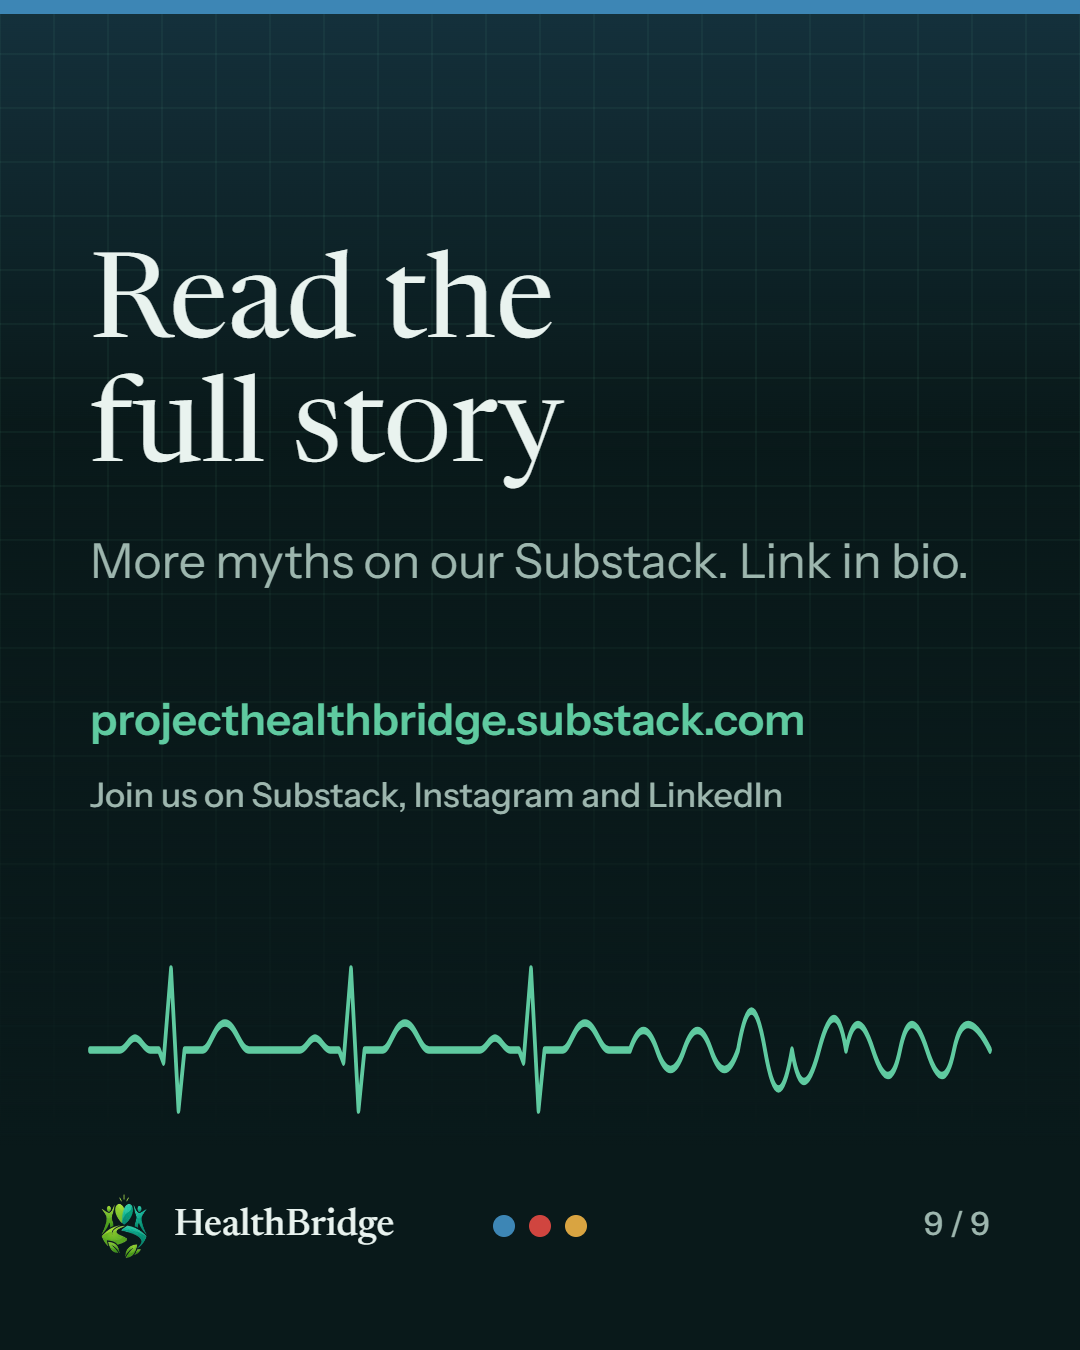 Read the
full story
More myths on our Substack. Link in bio.
projecthealthbridge.substack.com
Join us on Substack, Instagram and LinkedIn
HealthBridge
9 / 9